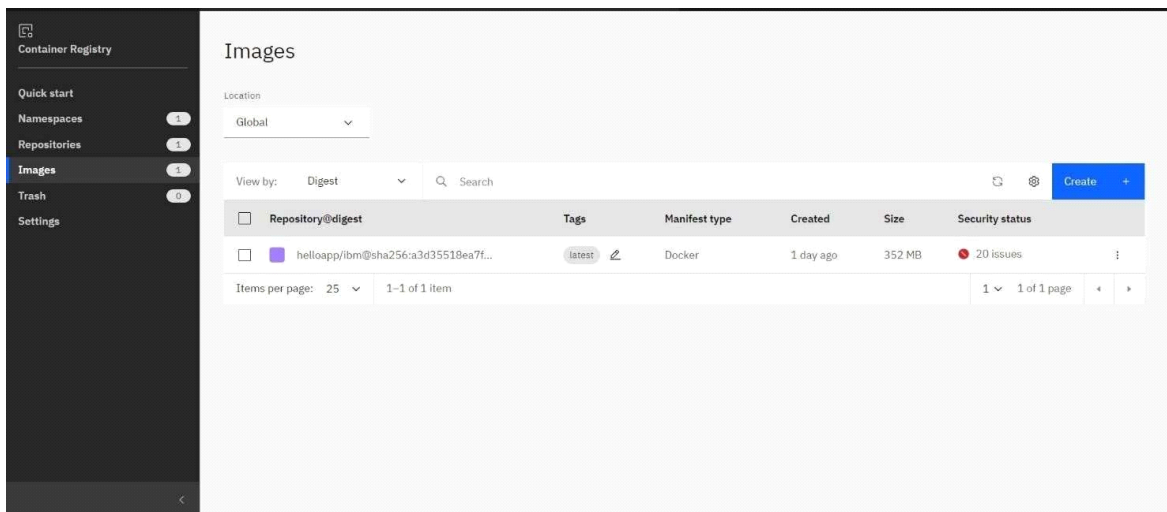 Container Registry
Quick start
Namespaces 1
Repositories 1
Images 1
Trash 0
Settings
Images
Location
Global
View by: Digest Search Create +
Repository@digest Tags Manifest type Created Size Security status
helloapp/ibm@sha256:a3d35518ea7f... latest Docker 1 day ago 352 MB 20 issues
Items per page: 25 1–1 of 1 item 1 1 of 1 page